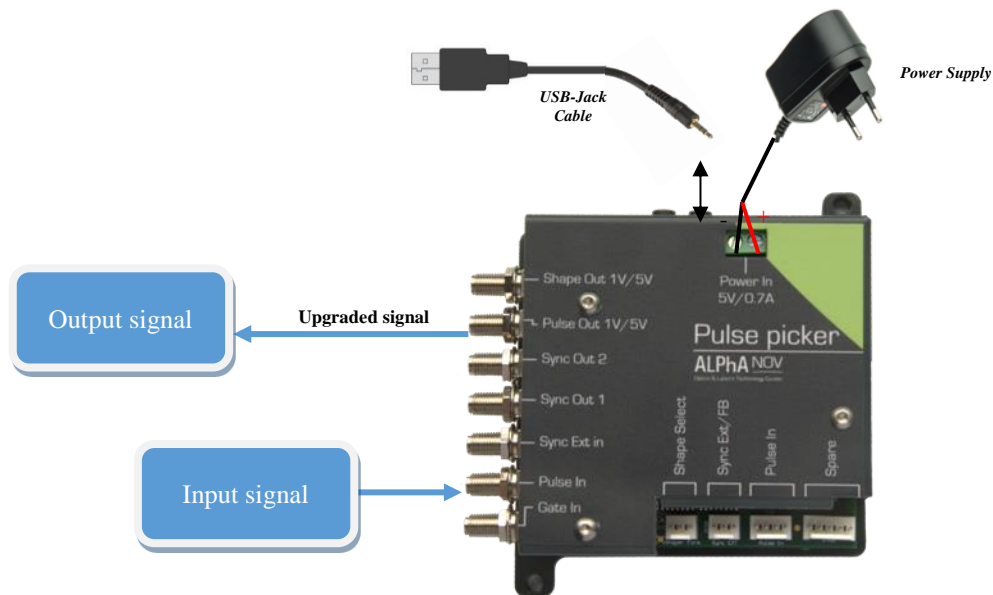 USB-Jack
Cable
Power Supply
- +
Power In
5V/0.7A
Shape Out 1V/5V
Output signal
Upgraded signal
Pulse Out 1V/5V
Pulse picker
ALPhA NOV
Sync Out 2
Sync Out 1
Sync Ext in
Input signal
Pulse In
Gate In
Shape Select
Sync Ext/FB
Pulse In
Spare